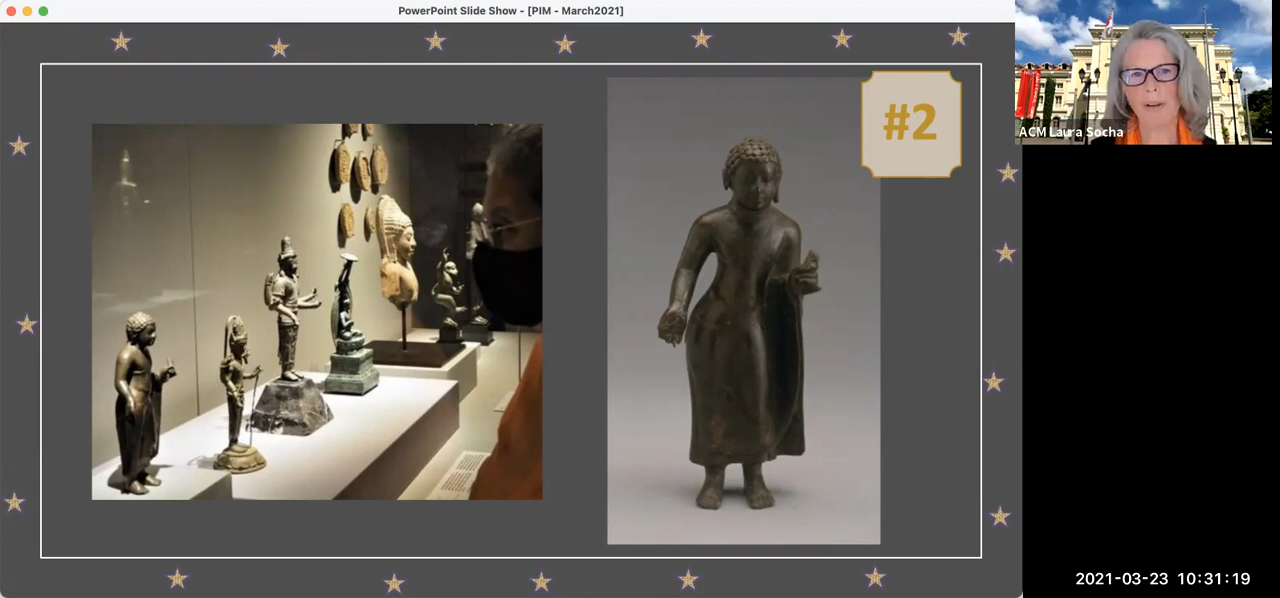 PowerPoint Slide Show - [PIM - March2021]
#2
ACM Laura Socha
2021-03-23 10:31:19